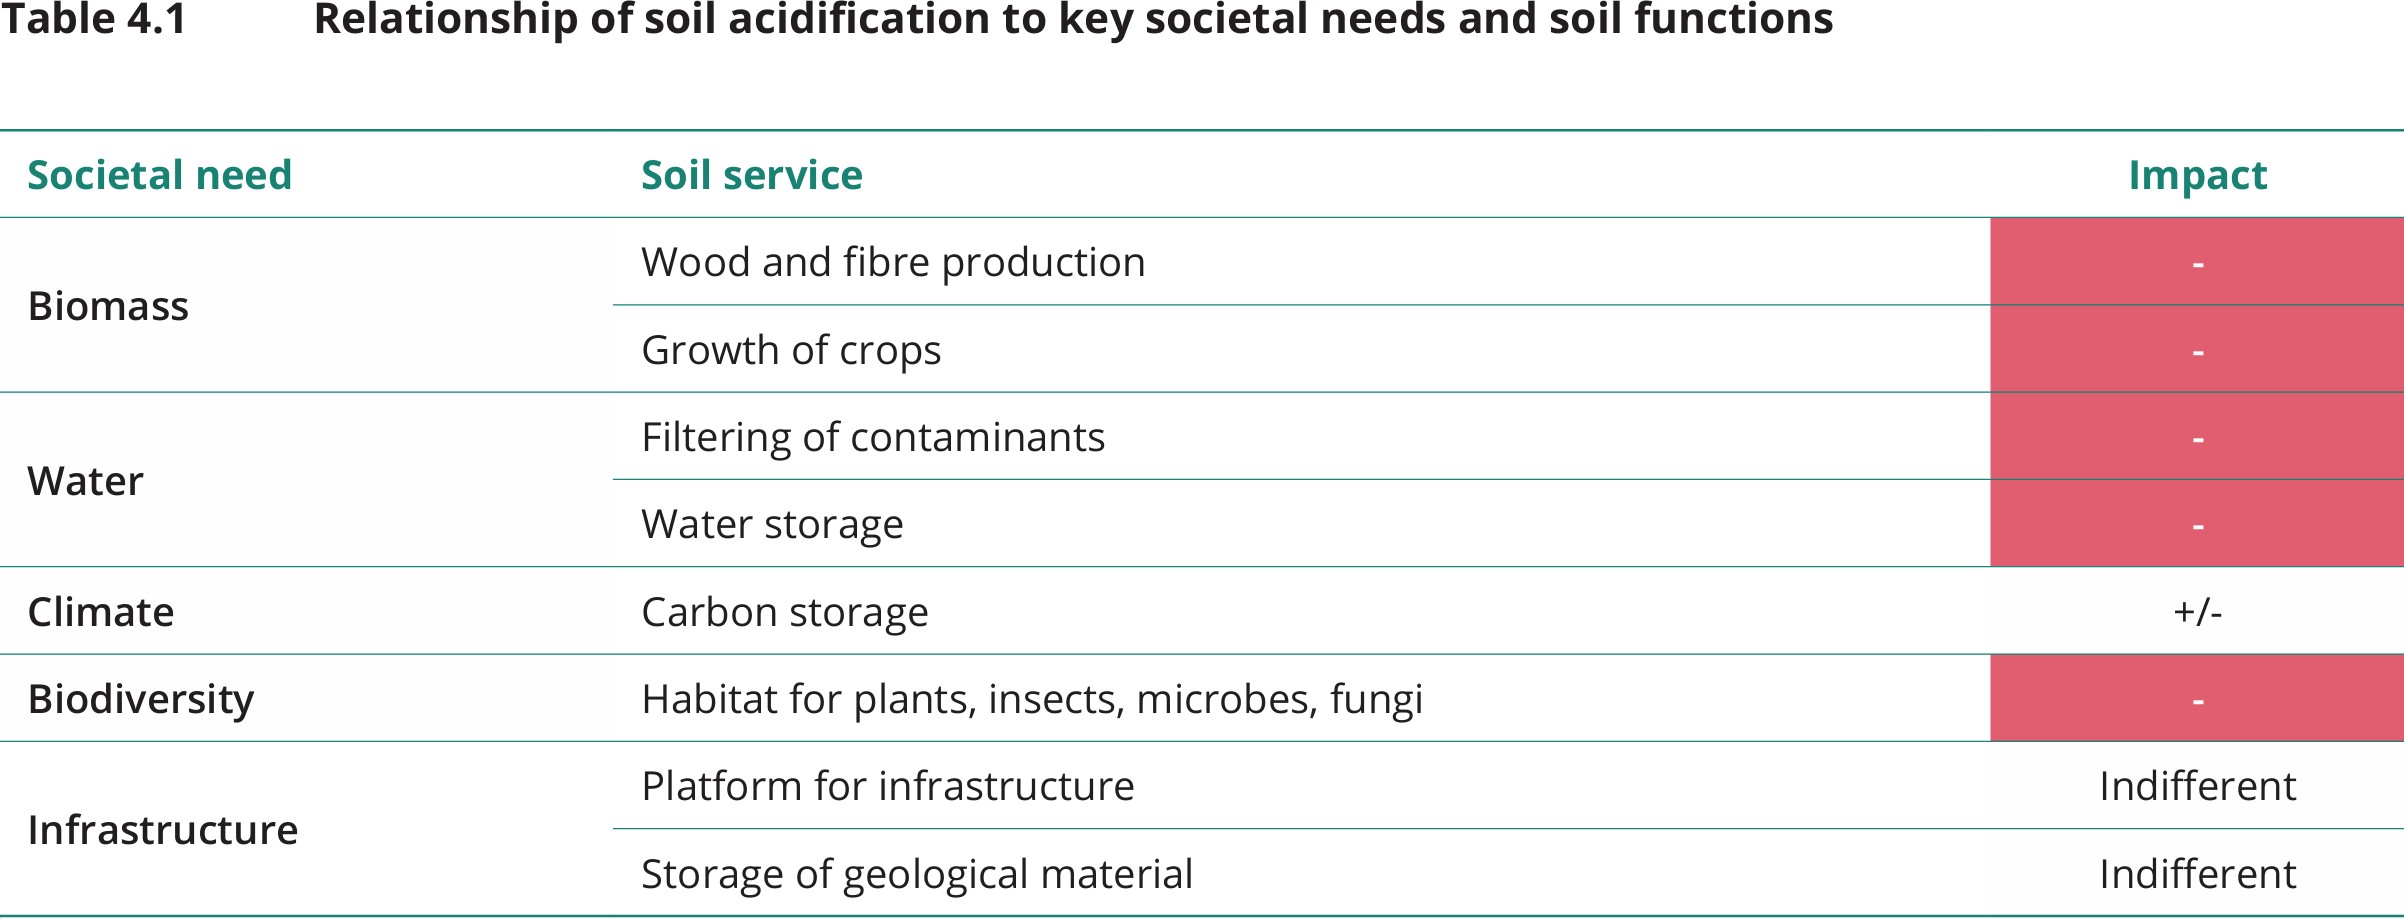 Table 4.1 Relationship of soil acidification to key societal needs and soil functions
Societal need Soil service Impact
Biomass
Wood and fibre production -
Growth of crops -
Water
Filtering of contaminants -
Water storage -
Climate Carbon storage +/-
Biodiversity Habitat for plants, insects, microbes, fungi -
Infrastructure
Platform for infrastructure Indifferent
Storage of geological material Indifferent